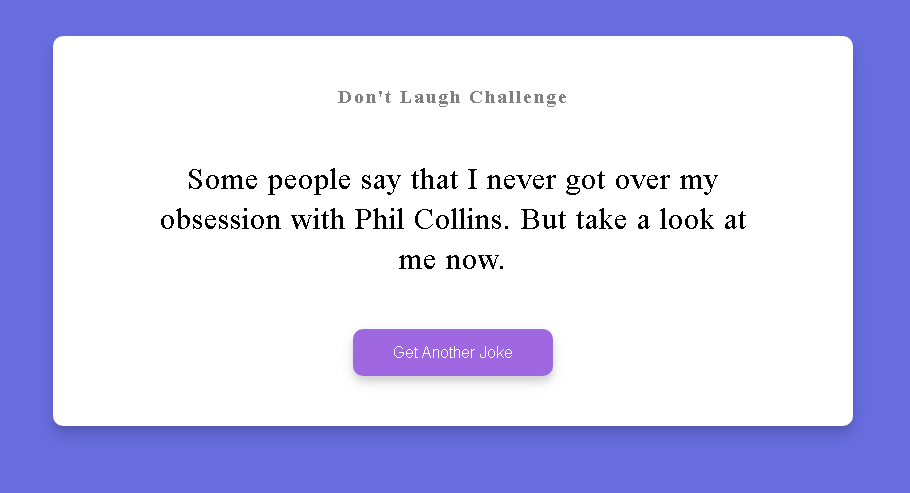 Don't Laugh Challenge
Some people say that I never got over my
obsession with Phil Collins. But take a look at
me now.
Get Another Joke